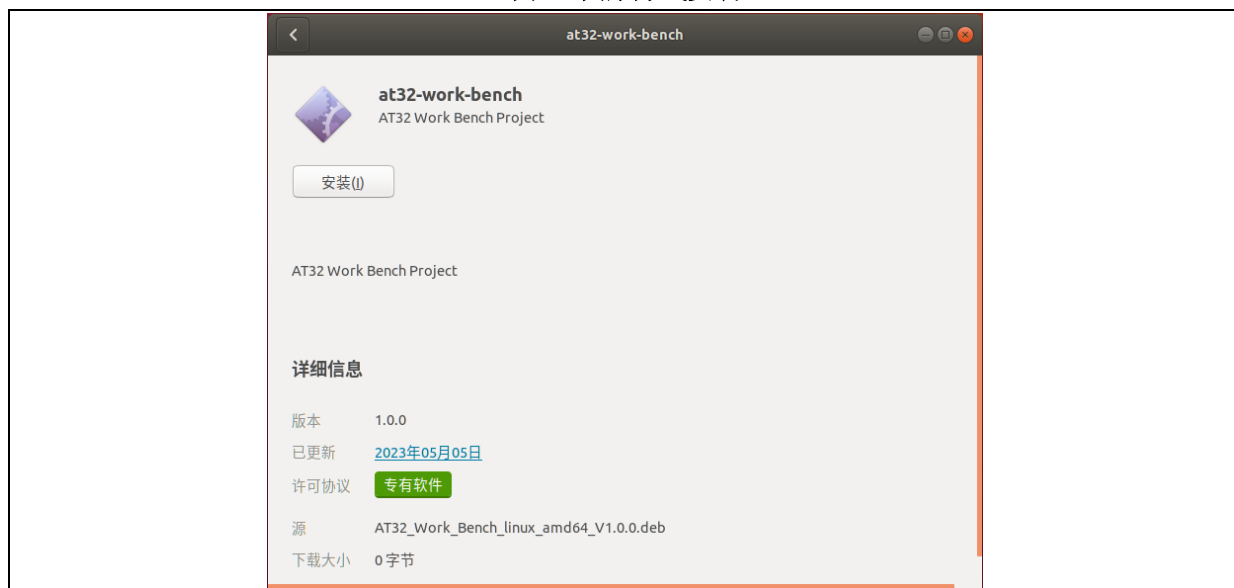 at32-work-bench
at32-work-bench
AT32 Work Bench Project
安装(I)
AT32 Work Bench Project
详细信息
版本 1.0.0
已更新 2023年05月05日
许可协议 专有软件
源 AT32_Work_Bench_linux_amd64_V1.0.0.deb
下载大小 0 字节